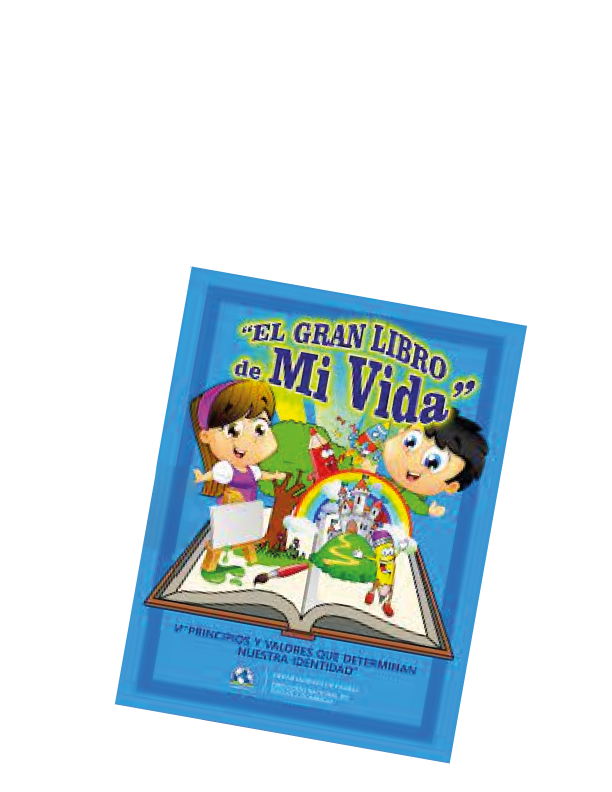 “EL GRAN LIBRO
de Mi Vida”
"PRINCIPIOS Y VALORES QUE DETERMINAN
NUESTRA IDENTIDAD"